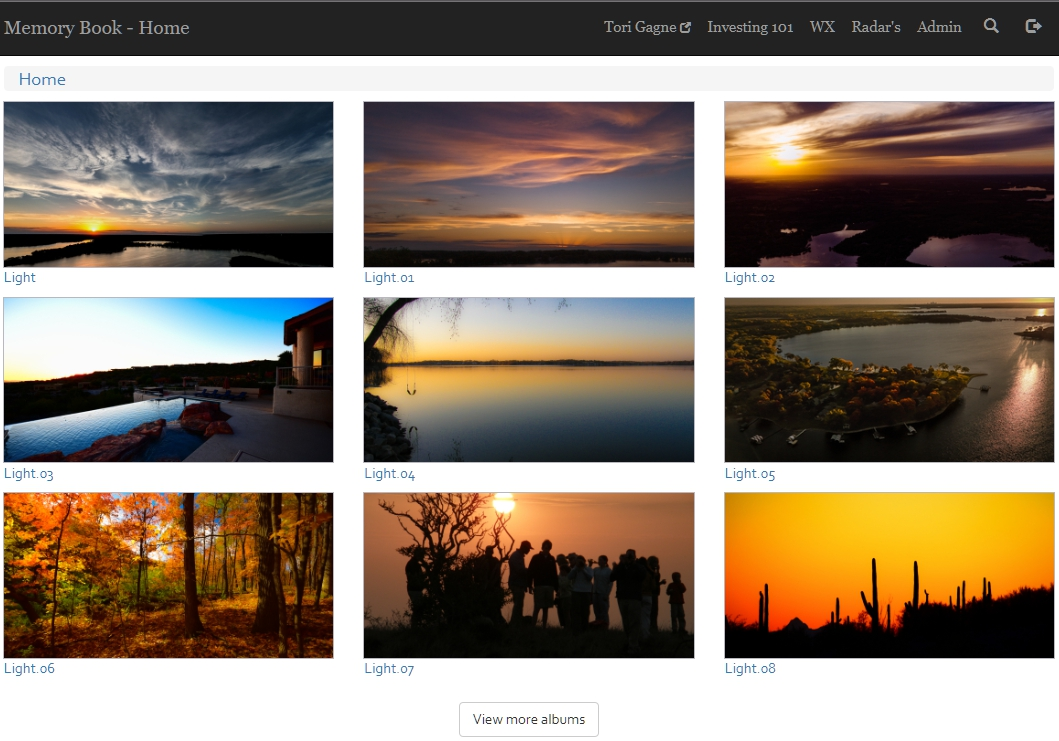 Memory Book - Home
Tori Gagne Investing 101 WX Radar's Admin
Home
Light Light.01 Light.02
Light.03 Light.04 Light.05
Light.06 Light.07 Light.08
View more albums